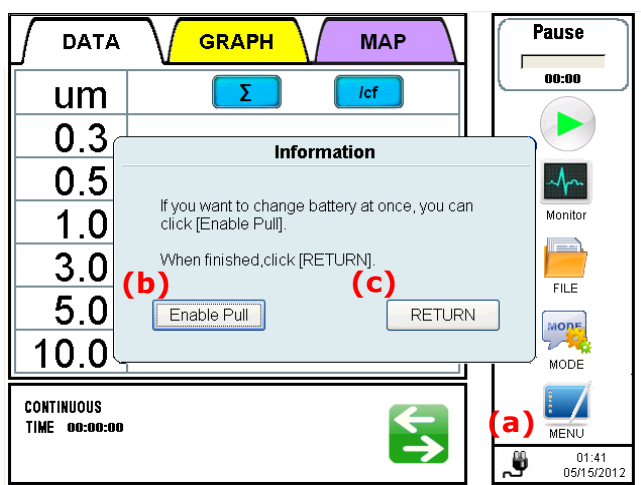 DATA
GRAPH
MAP
um
Σ
/cf
0.3
0.5
1.0
3.0
5.0
10.0
Information
If you want to change battery at once, you can
click [Enable Pull].
When finished,click [RETURN].
(b)
(c)
Enable Pull
RETURN
CONTINUOUS
TIME 00:00:00
Pause
00:00
Monitor
FILE
MODE
MODE
(a)
MENU
01:41
05/15/2012